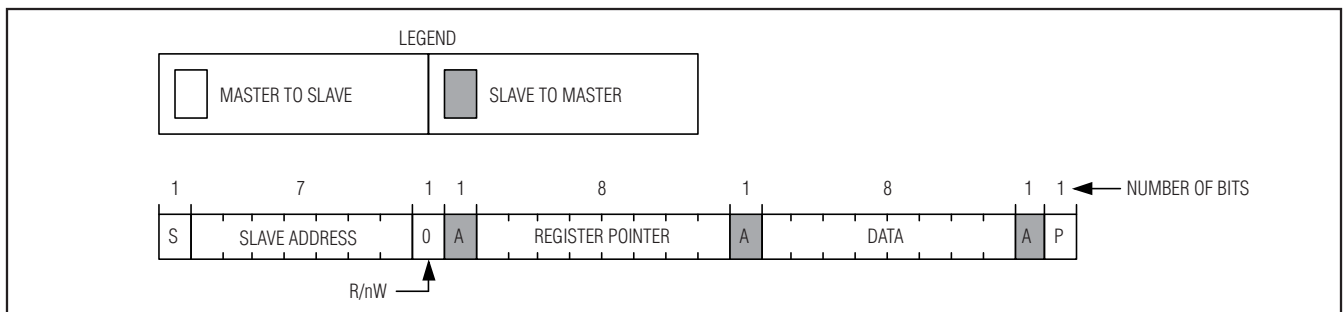 LEGEND
MASTER TO SLAVE SLAVE TO MASTER
1 7 1 1 8 1 8 1 1 NUMBER OF BITS
S SLAVE ADDRESS 0 A REGISTER POINTER A DATA A P
R/nW